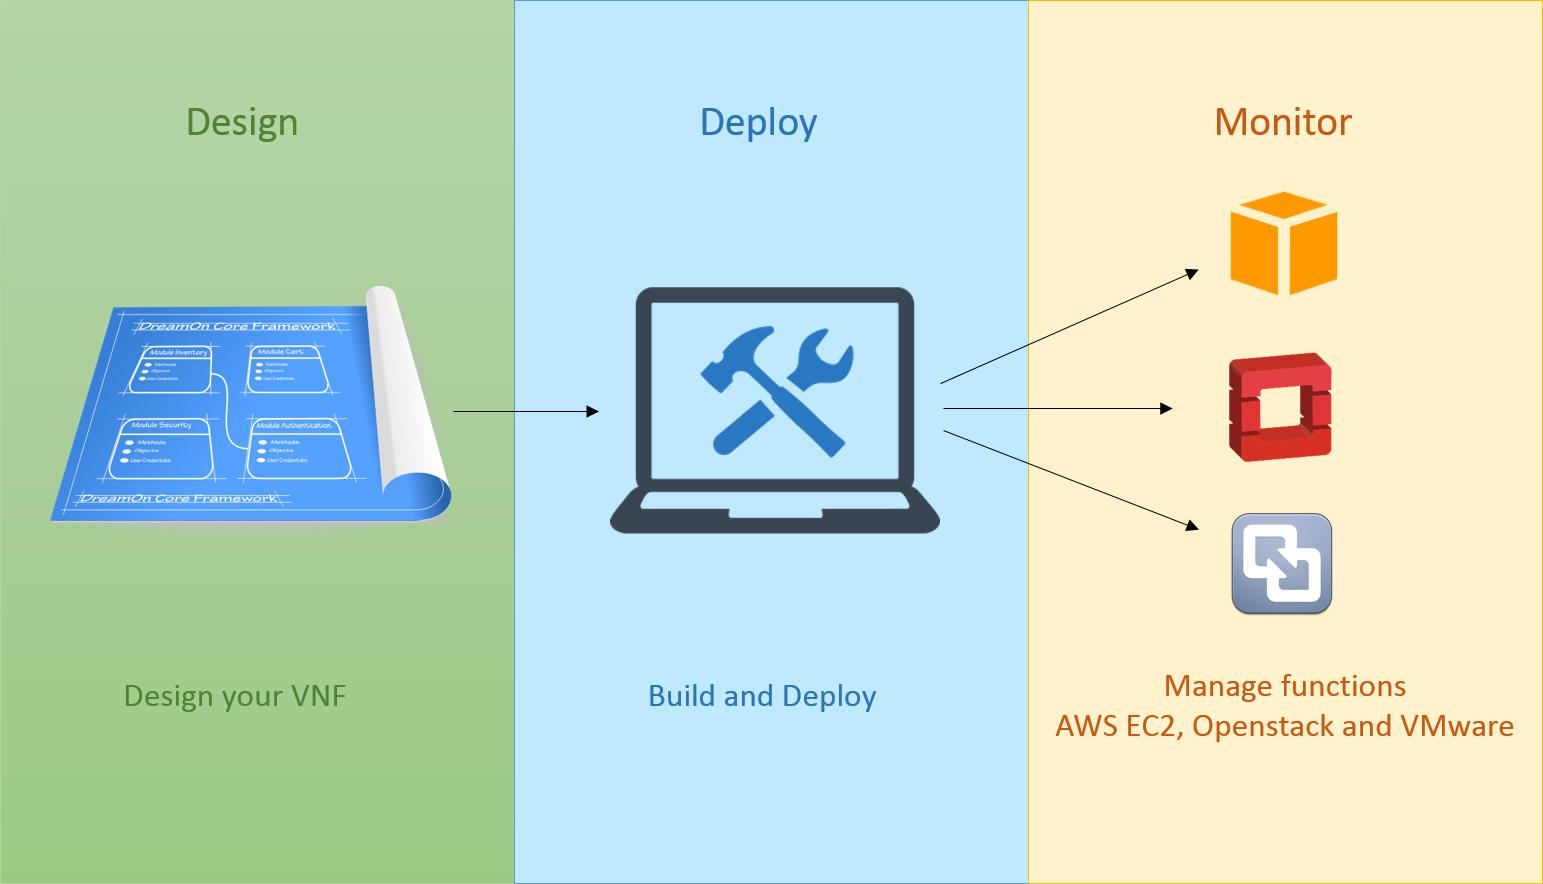 Design
Deploy
Monitor
DreamOn Core Framework
Module Inventory
Methods
Objects
User Credentials
Module Cart
Methods
Objects
User Credentials
Module Security
Methods
Objects
User Credentials
Module Authentication
Methods
Objects
User Credentials
DreamOn Core Framework
Design your VNF
Build and Deploy
Manage functions
AWS EC2, Openstack and VMware